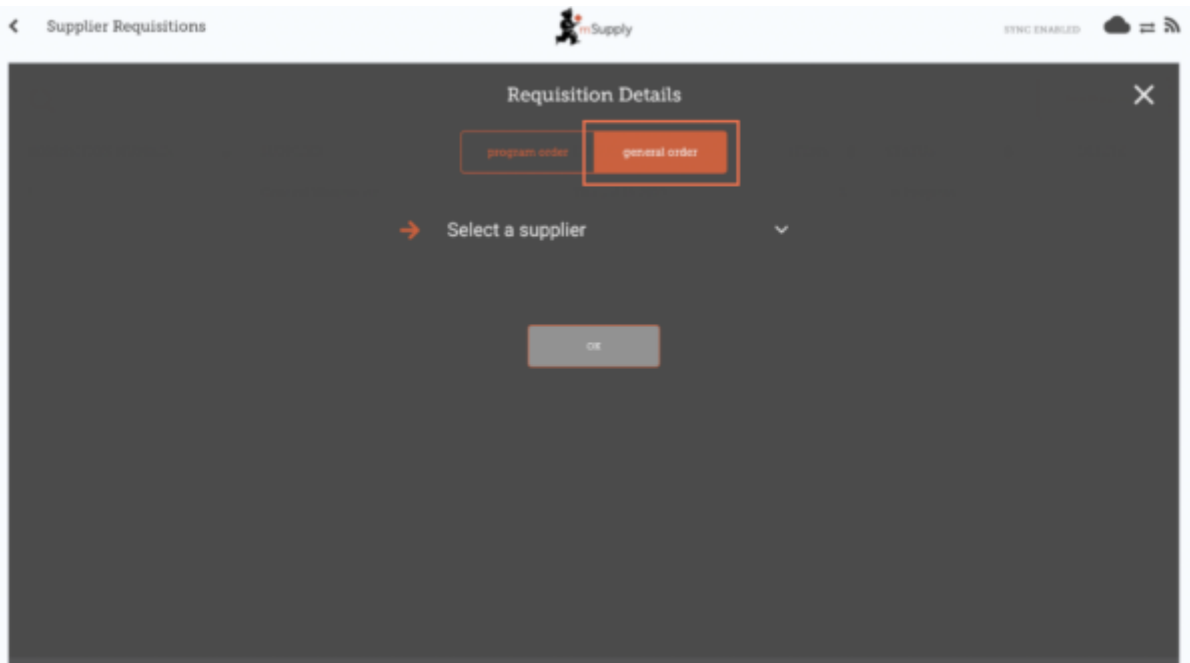 Supplier Requisitions
mSupply
SYNC ENABLED
Requisition Details
program order
general order
Select a supplier
OK